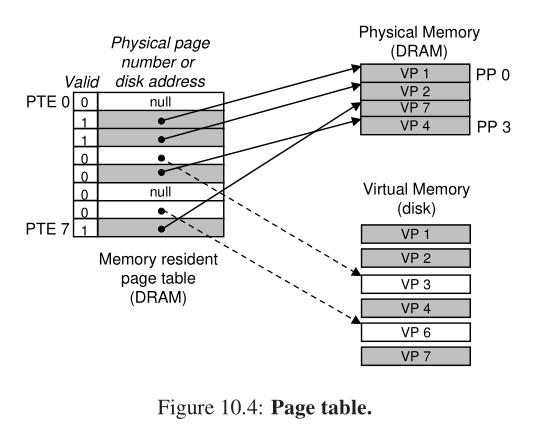 Physical page
number or
Valid disk address
PTE 0 0 null
1
1
0
0
0 null
0
PTE 7 1
Memory resident
page table
(DRAM)
Physical Memory
(DRAM)
VP 1 PP 0
VP 2
VP 7
VP 4 PP 3
Virtual Memory
(disk)
VP 1
VP 2
VP 3
VP 4
VP 6
VP 7
Figure 10.4: Page table.